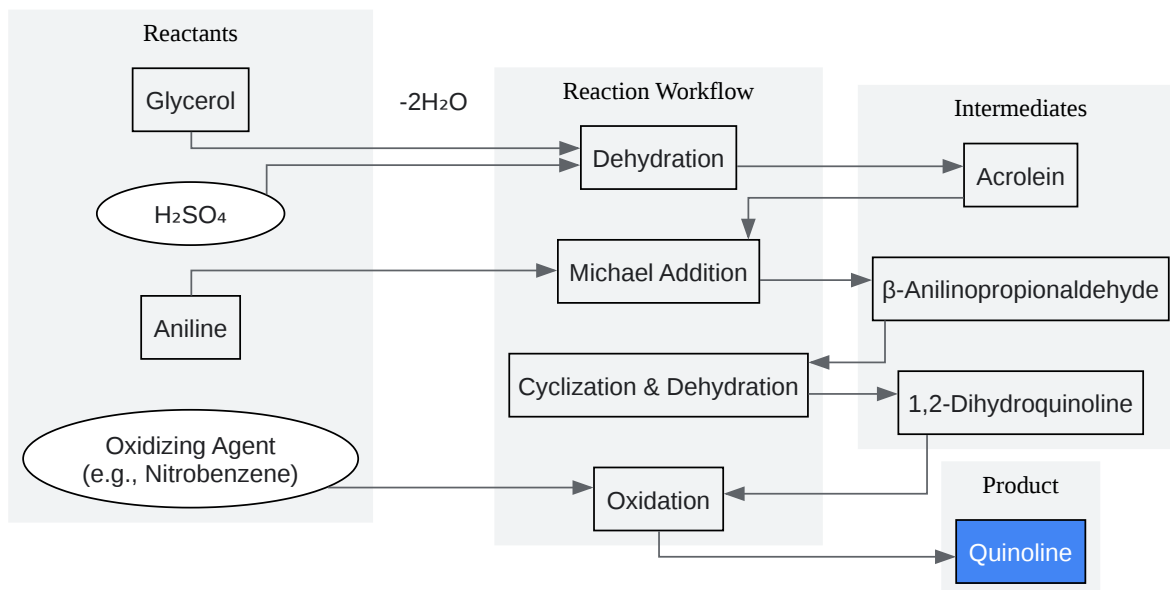 Reactants
Glycerol
H₂SO₄
Aniline
Oxidizing Agent
(e.g., Nitrobenzene)
-2H₂O
Reaction Workflow
Dehydration
Michael Addition
Cyclization & Dehydration
Oxidation
Intermediates
Acrolein
β-Anilinopropionaldehyde
1,2-Dihydroquinoline
Product
Quinoline